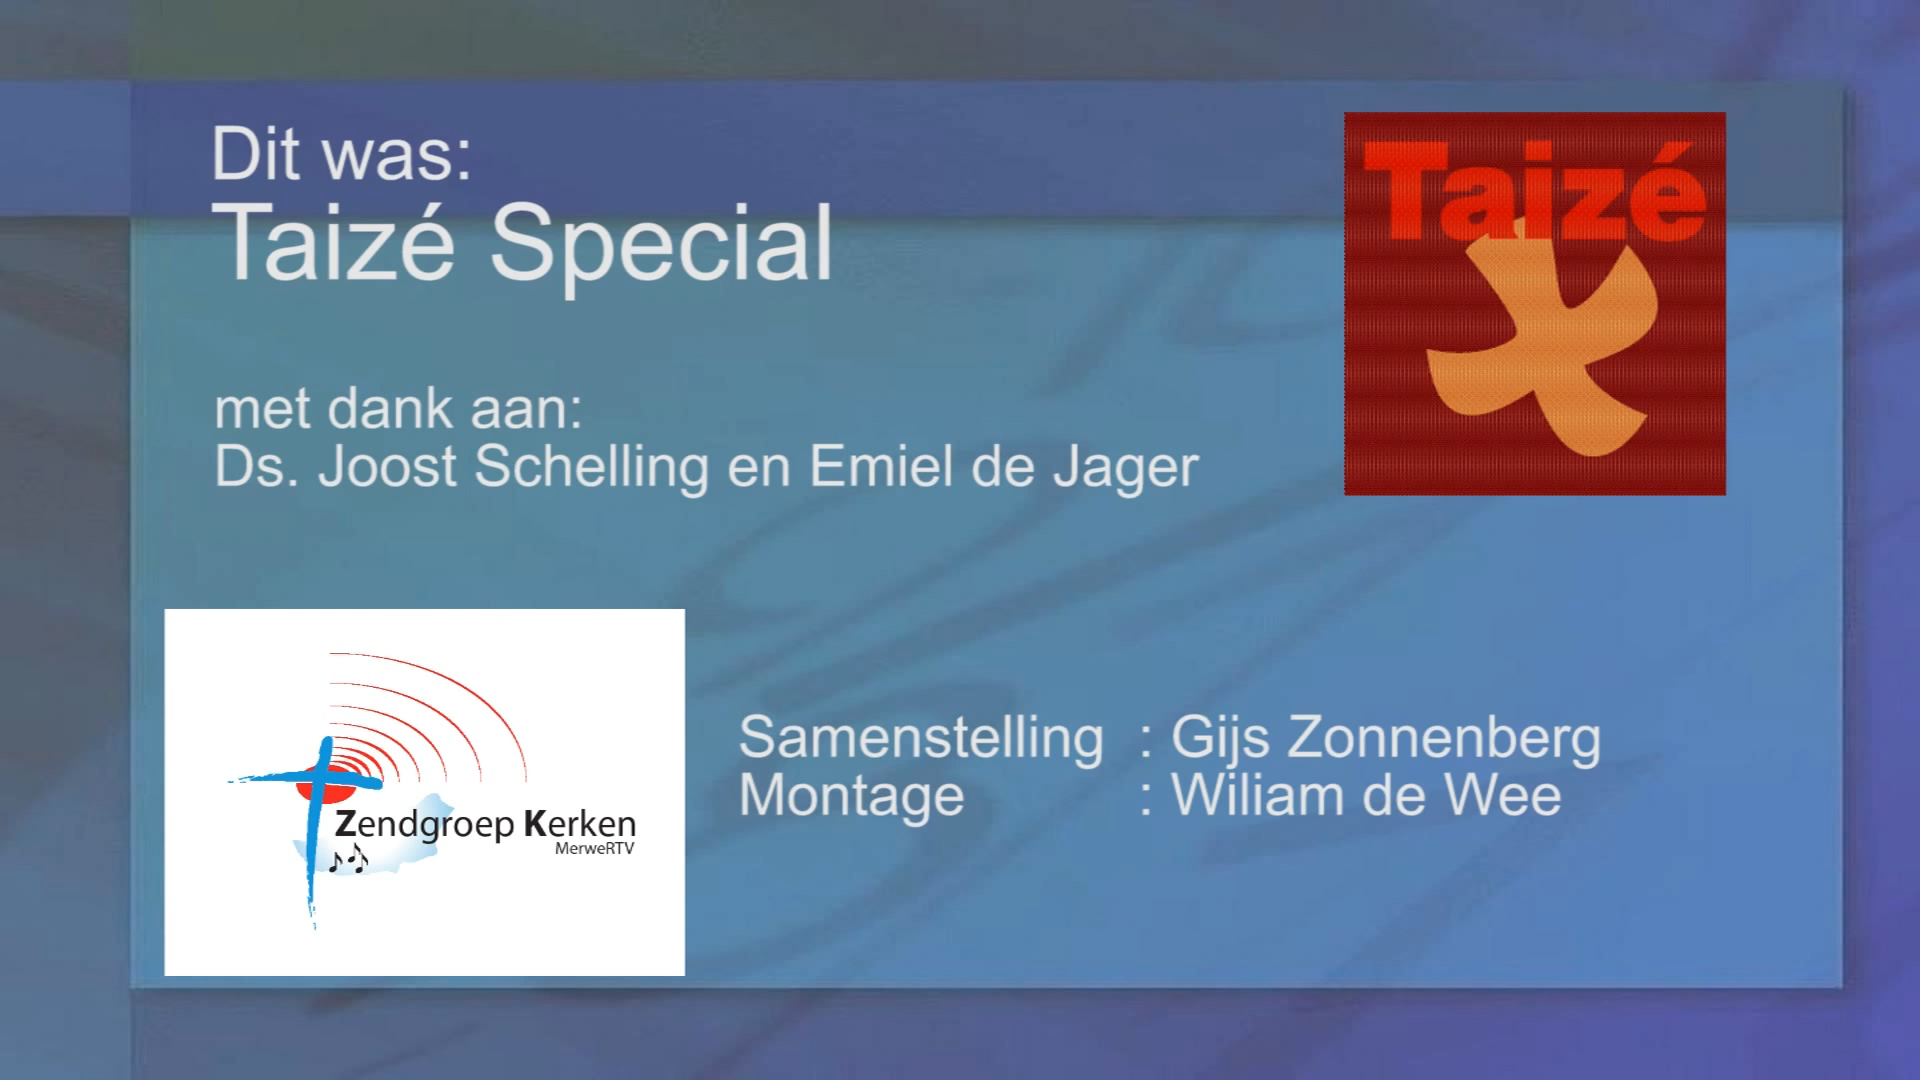 Dit was:
Taizé Special
Taizé
met dank aan:
Ds. Joost Schelling en Emiel de Jager
Zendgroep Kerken
MerweRTV
Samenstelling : Gijs Zonnenberg
Montage : Wiliam de Wee